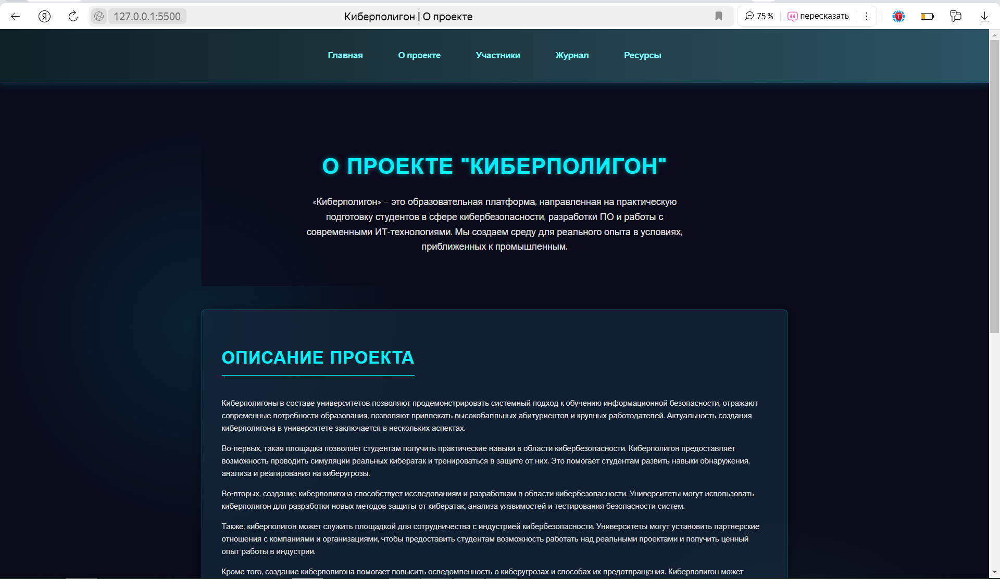 127.0.0.1:5500
Киберполигон | О проекте
75 %
пересказать
Главная
О проекте
Участники
Журнал
Ресурсы
О ПРОЕКТЕ "КИБЕРПОЛИГОН"
«Киберполигон» – это образовательная платформа, направленная на практическую
подготовку студентов в сфере кибербезопасности, разработки ПО и работы с
современными ИТ-технологиями. Мы создаем среду для реального опыта в условиях,
приближенных к промышленным.
ОПИСАНИЕ ПРОЕКТА
Киберполигоны в составе университетов позволяют продемонстрировать системный подход к обучению информационной безопасности, отражают
современные потребности образования, позволяют привлекать высокобалльных абитуриентов и крупных работодателей. Актуальность создания
киберполигона в университете заключается в нескольких аспектах.
Во-первых, такая площадка позволяет студентам получить практические навыки в области кибербезопасности. Киберполигон предоставляет
возможность проводить симуляции реальных кибератак и тренироваться в защите от них. Это помогает студентам развить навыки обнаружения,
анализа и реагирования на киберугрозы.
Во-вторых, создание киберполигона способствует исследованиям и разработкам в области кибербезопасности. Университеты могут использовать
киберполигон для разработки новых методов защиты от кибератак, анализа уязвимостей и тестирования безопасности систем.
Также, киберполигон может служить площадкой для сотрудничества с индустрией кибербезопасности. Университеты могут установить партнерские
отношения с компаниями и организациями, чтобы предоставить студентам возможность работать над реальными проектами и получить ценный
опыт работы в индустрии.
Кроме того, создание киберполигона помогает повысить осведомленность о киберугрозах и способах их предотвращения. Киберполигон может